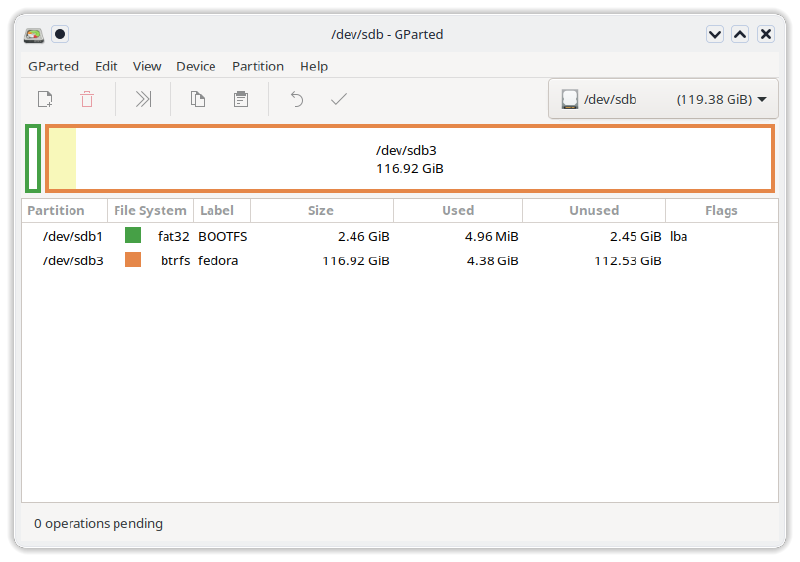 /dev/sdb - GParted
GParted Edit View Device Partition Help
/dev/sdb (119.38 GiB)
/dev/sdb3
116.92 GiB
Partition File System Label Size Used Unused Flags
/dev/sdb1 fat32 BOOTFS 2.46 GiB 4.96 MiB 2.45 GiB lba
/dev/sdb3 btrfs fedora 116.92 GiB 4.38 GiB 112.53 GiB
0 operations pending